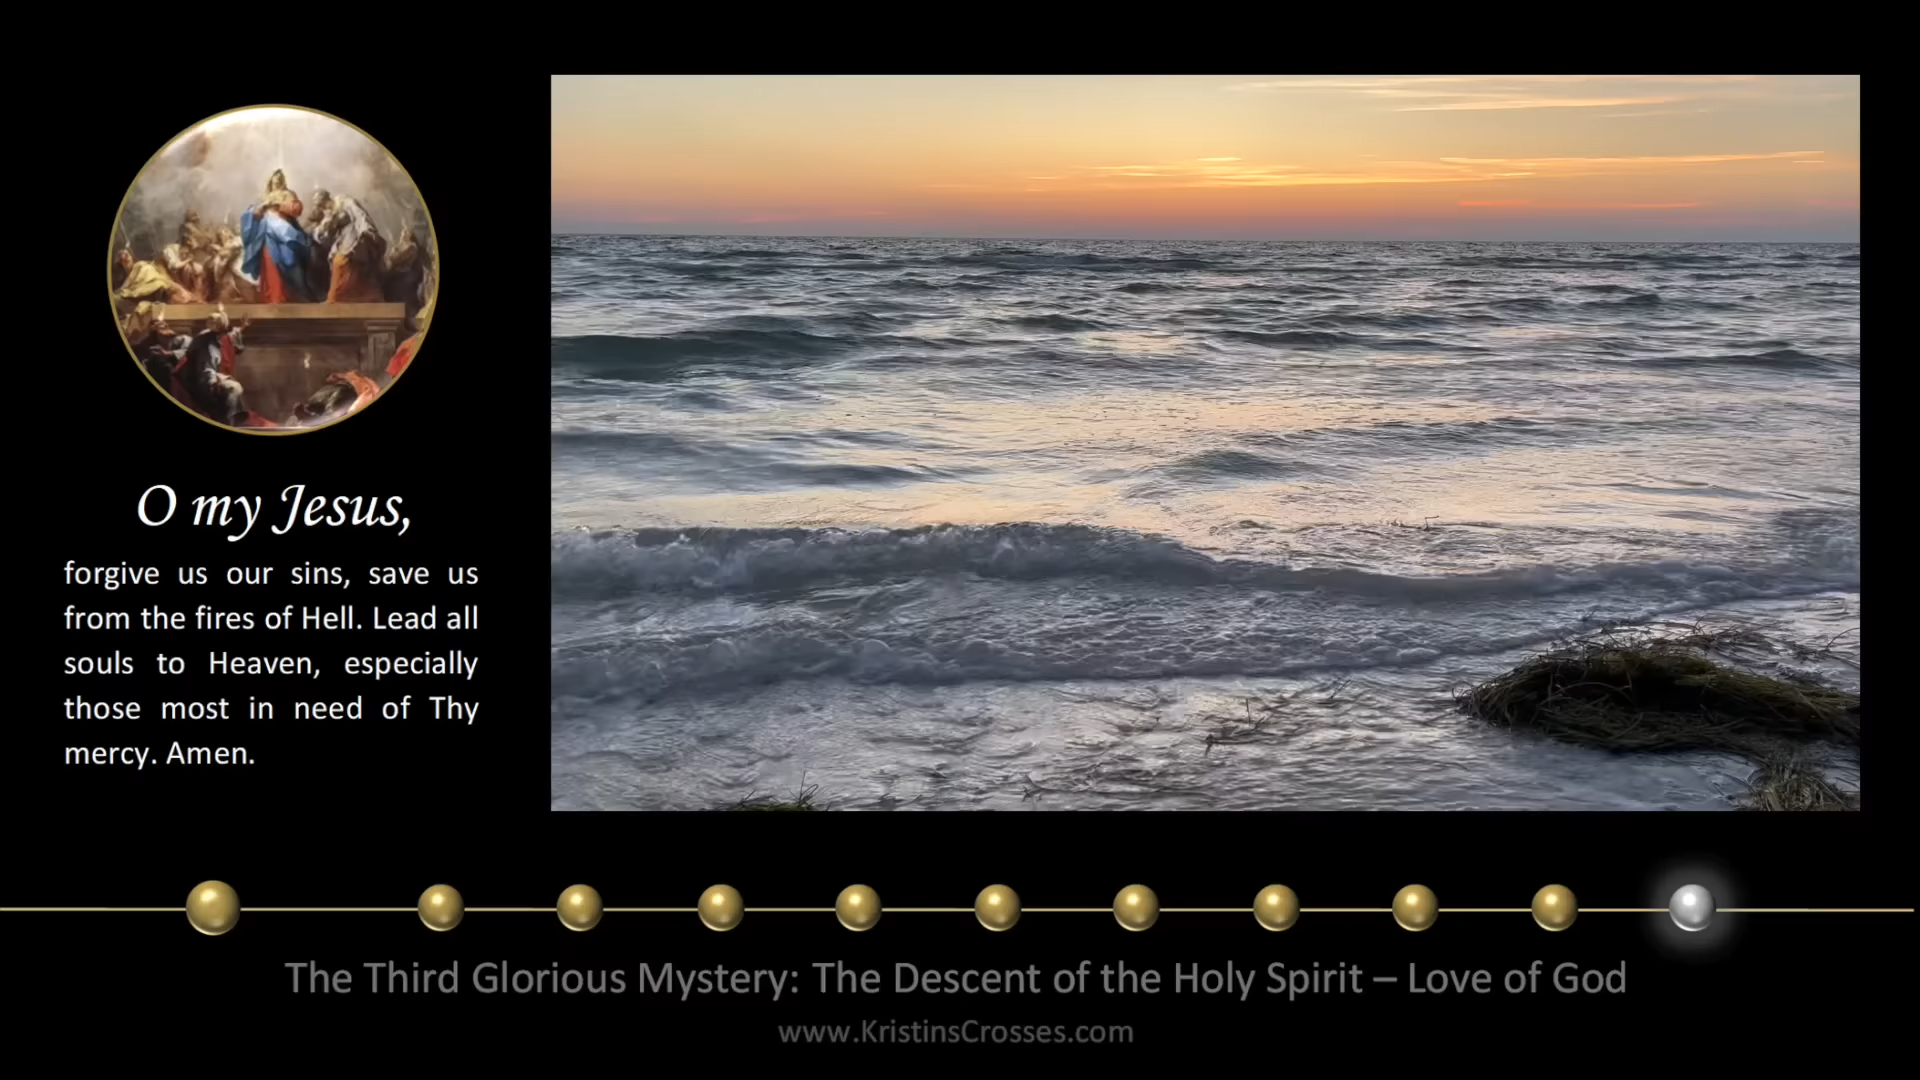 O my Jesus,
forgive us our sins, save us
from the fires of Hell. Lead all
souls to Heaven, especially
those most in need of Thy
mercy. Amen.
The Third Glorious Mystery: The Descent of the Holy Spirit – Love of God
www.KristinsCrosses.com